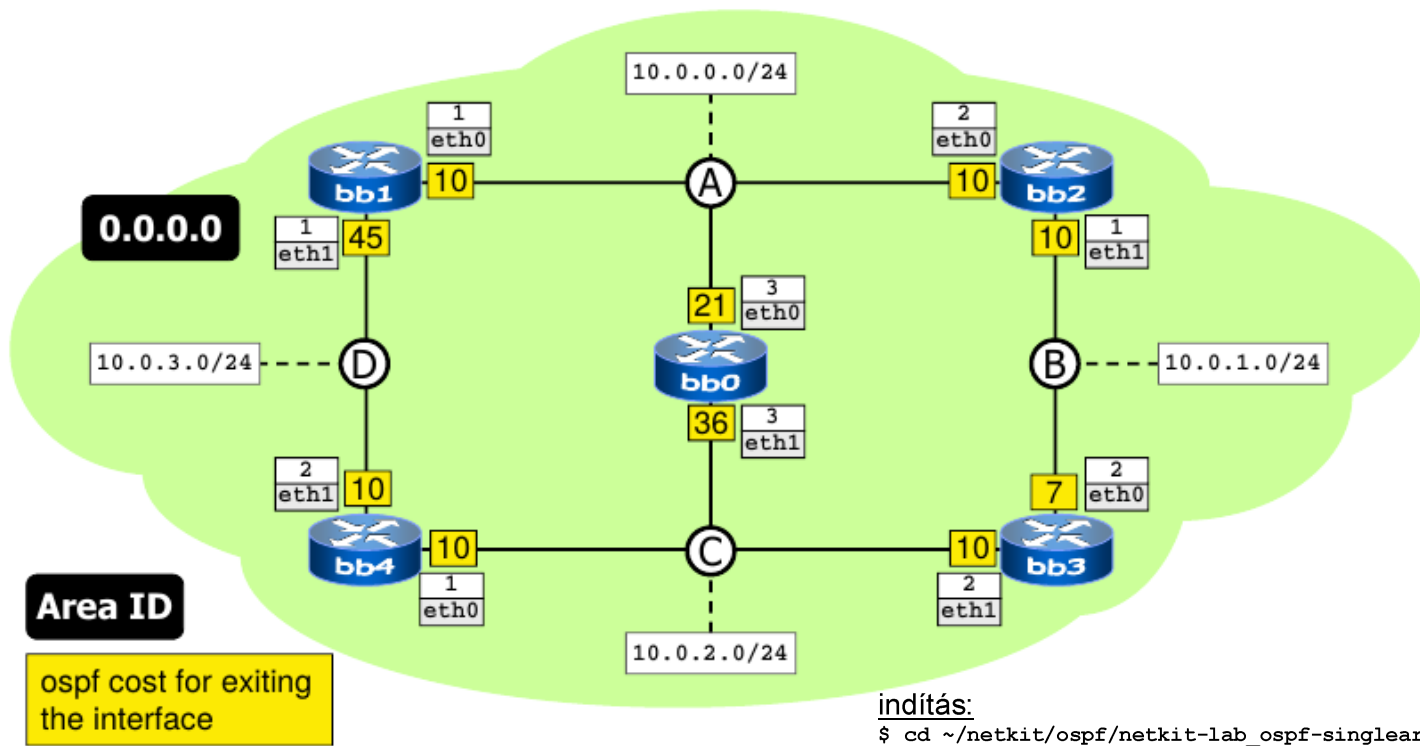 10.0.0.0/24
1
eth0
2
eth0
bb1
10
A
10
bb2
0.0.0.0
1
eth1
45
10
1
eth1
21
3
eth0
10.0.3.0/24
D
bb0
B
10.0.1.0/24
36
3
eth1
2
eth1
10
7
2
eth0
bb4
10
C
10
bb3
1
eth0
2
eth1
Area ID
10.0.2.0/24
ospf cost for exiting
the interface
indítás:
$ cd ~/netkit/ospf/netkit-lab_ospf-singlear